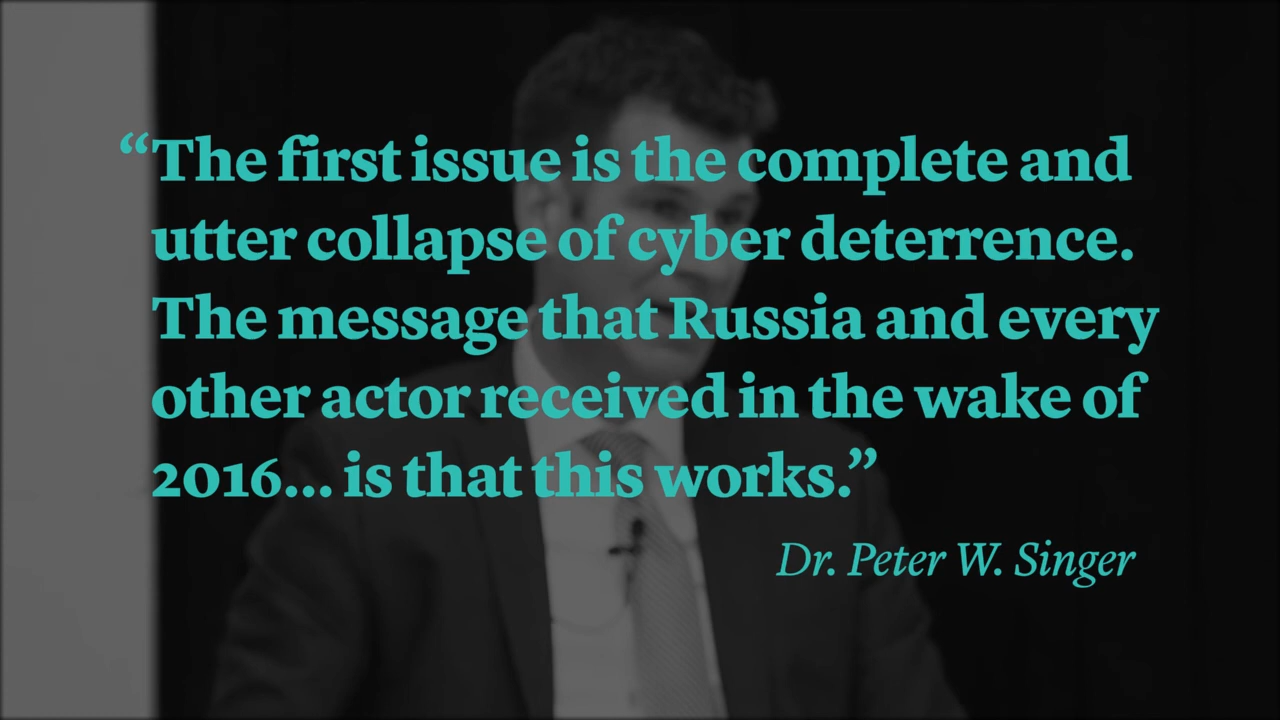 “The first issue is the complete and
utter collapse of cyber deterrence.
The message that Russia and every
other actor received in the wake of
2016... is that this works.”
Dr. Peter W. Singer